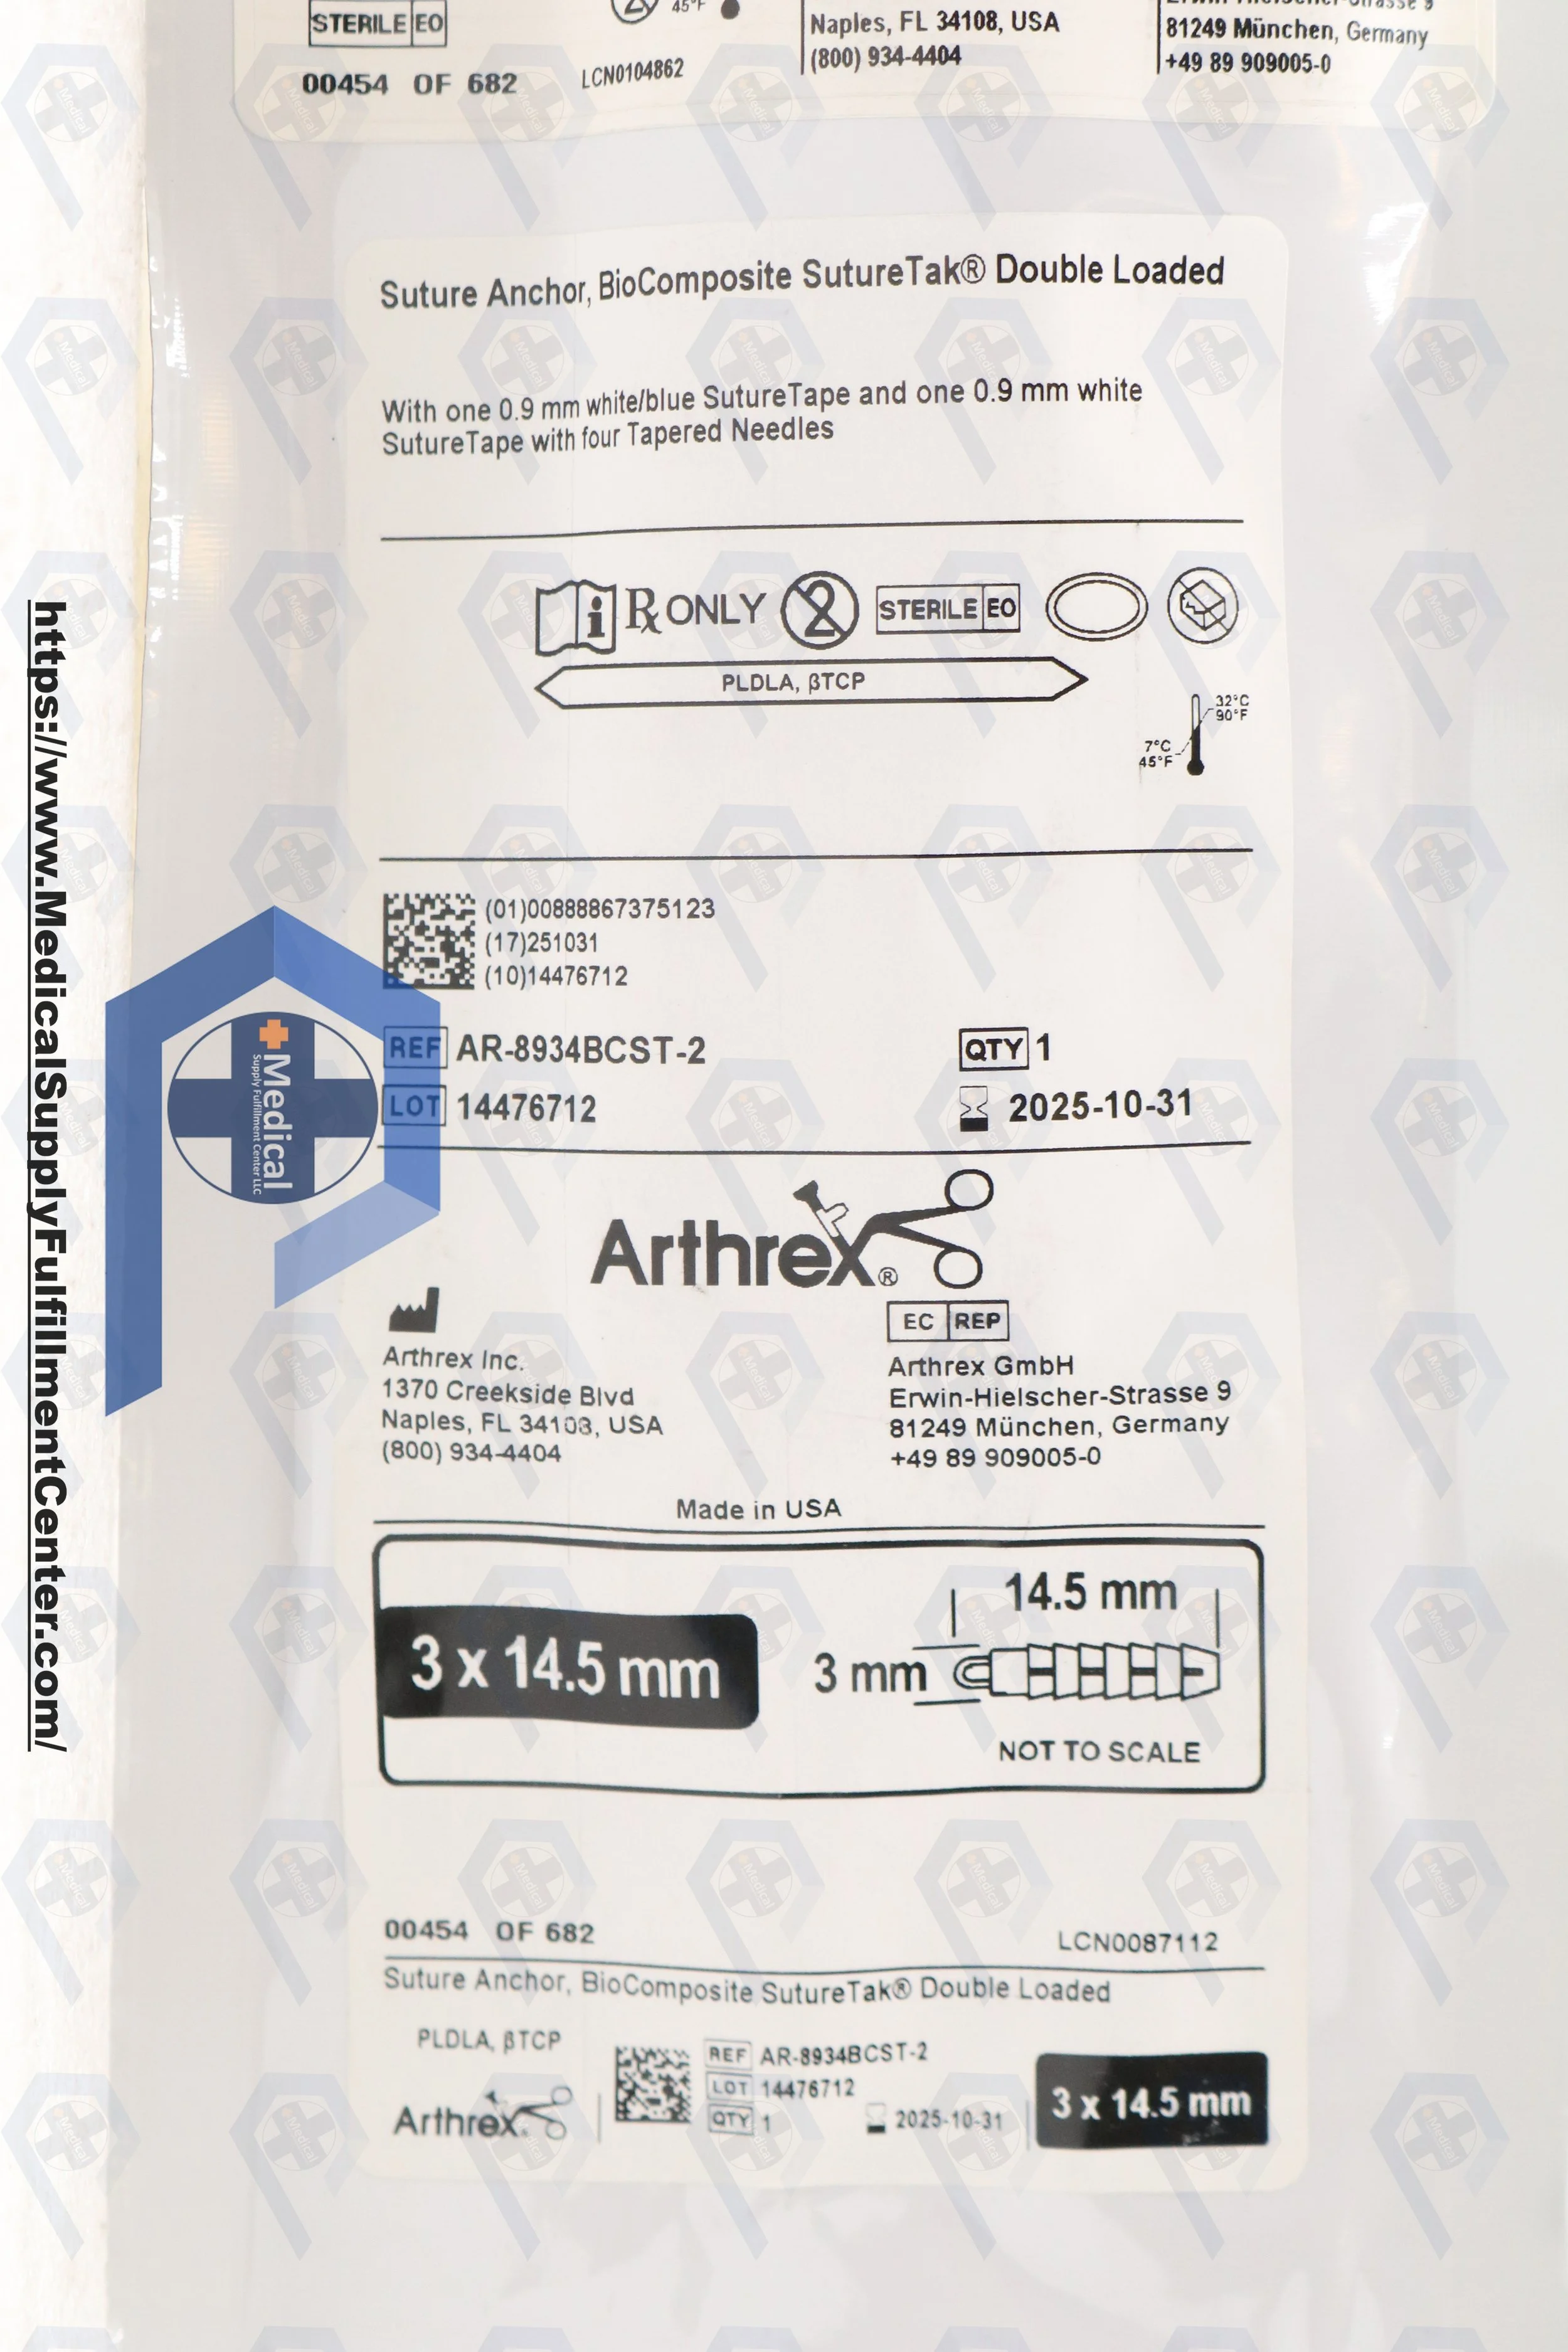 STERILE EO
45°F
Naples, FL 34108, USA
(800) 934-4404
81249 München, Germany
+49 89 909005-0
00454 OF 682
LCN0104862
Suture Anchor, BioComposite SutureTak® Double Loaded
With one 0.9 mm white/blue SutureTape and one 0.9 mm white
SutureTape with four Tapered Needles
i
℞ ONLY
2
STERILE EO
PLDLA, βTCP
32°C
90°F
7°C
45°F
(01)00888867375123
(17)251031
(10)14476712
REF AR-8934BCST-2
QTY 1
LOT 14476712
2025-10-31
Arthrex®
EC REP
Arthrex Inc.
1370 Creekside Blvd
Naples, FL 34108, USA
(800) 934-4404
Arthrex GmbH
Erwin-Hielscher-Strasse 9
81249 München, Germany
+49 89 909005-0
Made in USA
3 x 14.5 mm
14.5 mm
3 mm
NOT TO SCALE
00454 OF 682
LCN0087112
Suture Anchor, BioComposite SutureTak® Double Loaded
PLDLA, βTCP
Arthrex
REF AR-8934BCST-2
LOT 14476712
QTY 1
2025-10-31
3 x 14.5 mm
https://www.MedicalSupplyFulfillmentCenter.com/
Medical
Supply Fulfillment Center LLC